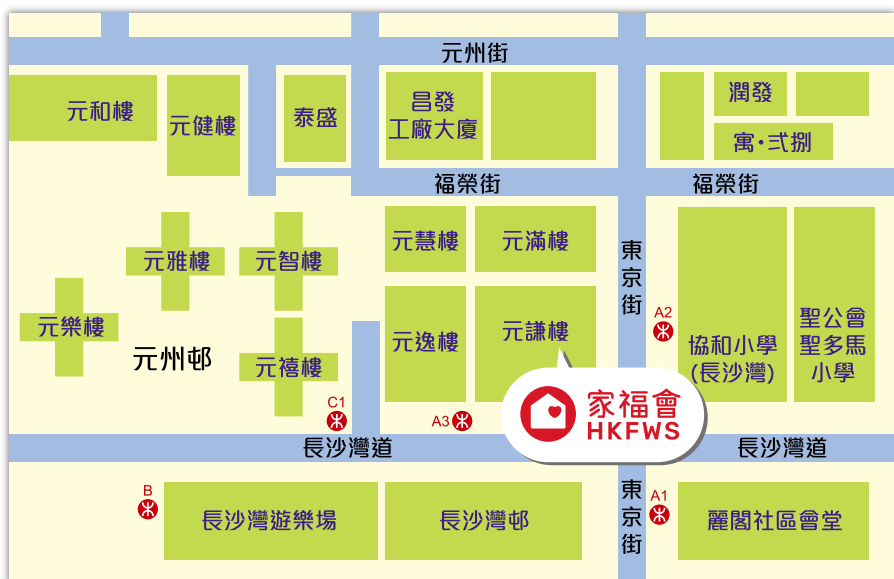 元州街
元和樓
元健樓
泰盛
昌發
工廠大廈
潤發
寓·弍捌
福榮街
福榮街
元雅樓
元智樓
元慧樓
元滿樓
東京街
元樂樓
元州邨
元禧樓
元逸樓
元謙樓
A2
協和小學
(長沙灣)
聖公會
聖多馬
小學
C1
A3
家福會
HKFWS
長沙灣道
長沙灣道
B
長沙灣遊樂場
長沙灣邨
東京街
A1
麗閣社區會堂